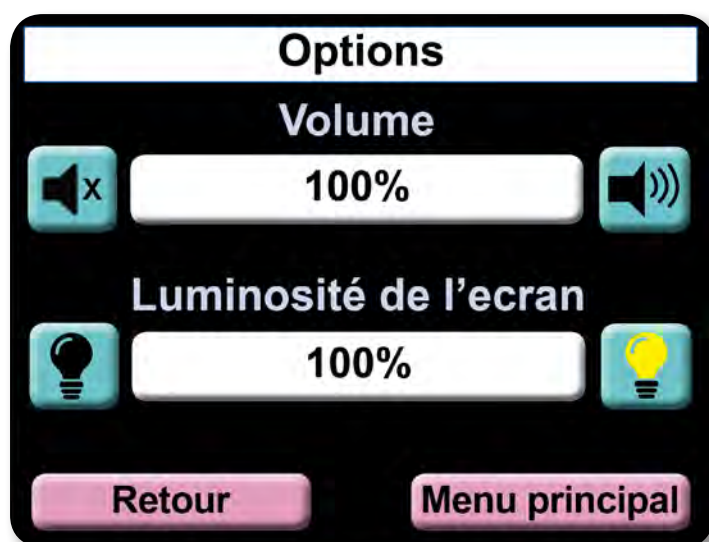 Options
Volume
x 100%
Luminosité de l’ecran
100%
Retour Menu principal